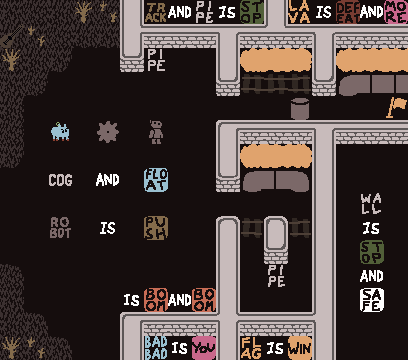 TRACK AND PIPE IS STOP
LAVA IS DEFEAT AND MORE
PIPE
COG AND FLOAT
WALL
IS
STOP
AND
SAFE
ROBOT IS PUSH
PIPE
IS BOOM AND BOOM
BADBAD IS YOU
FLAG IS WIN